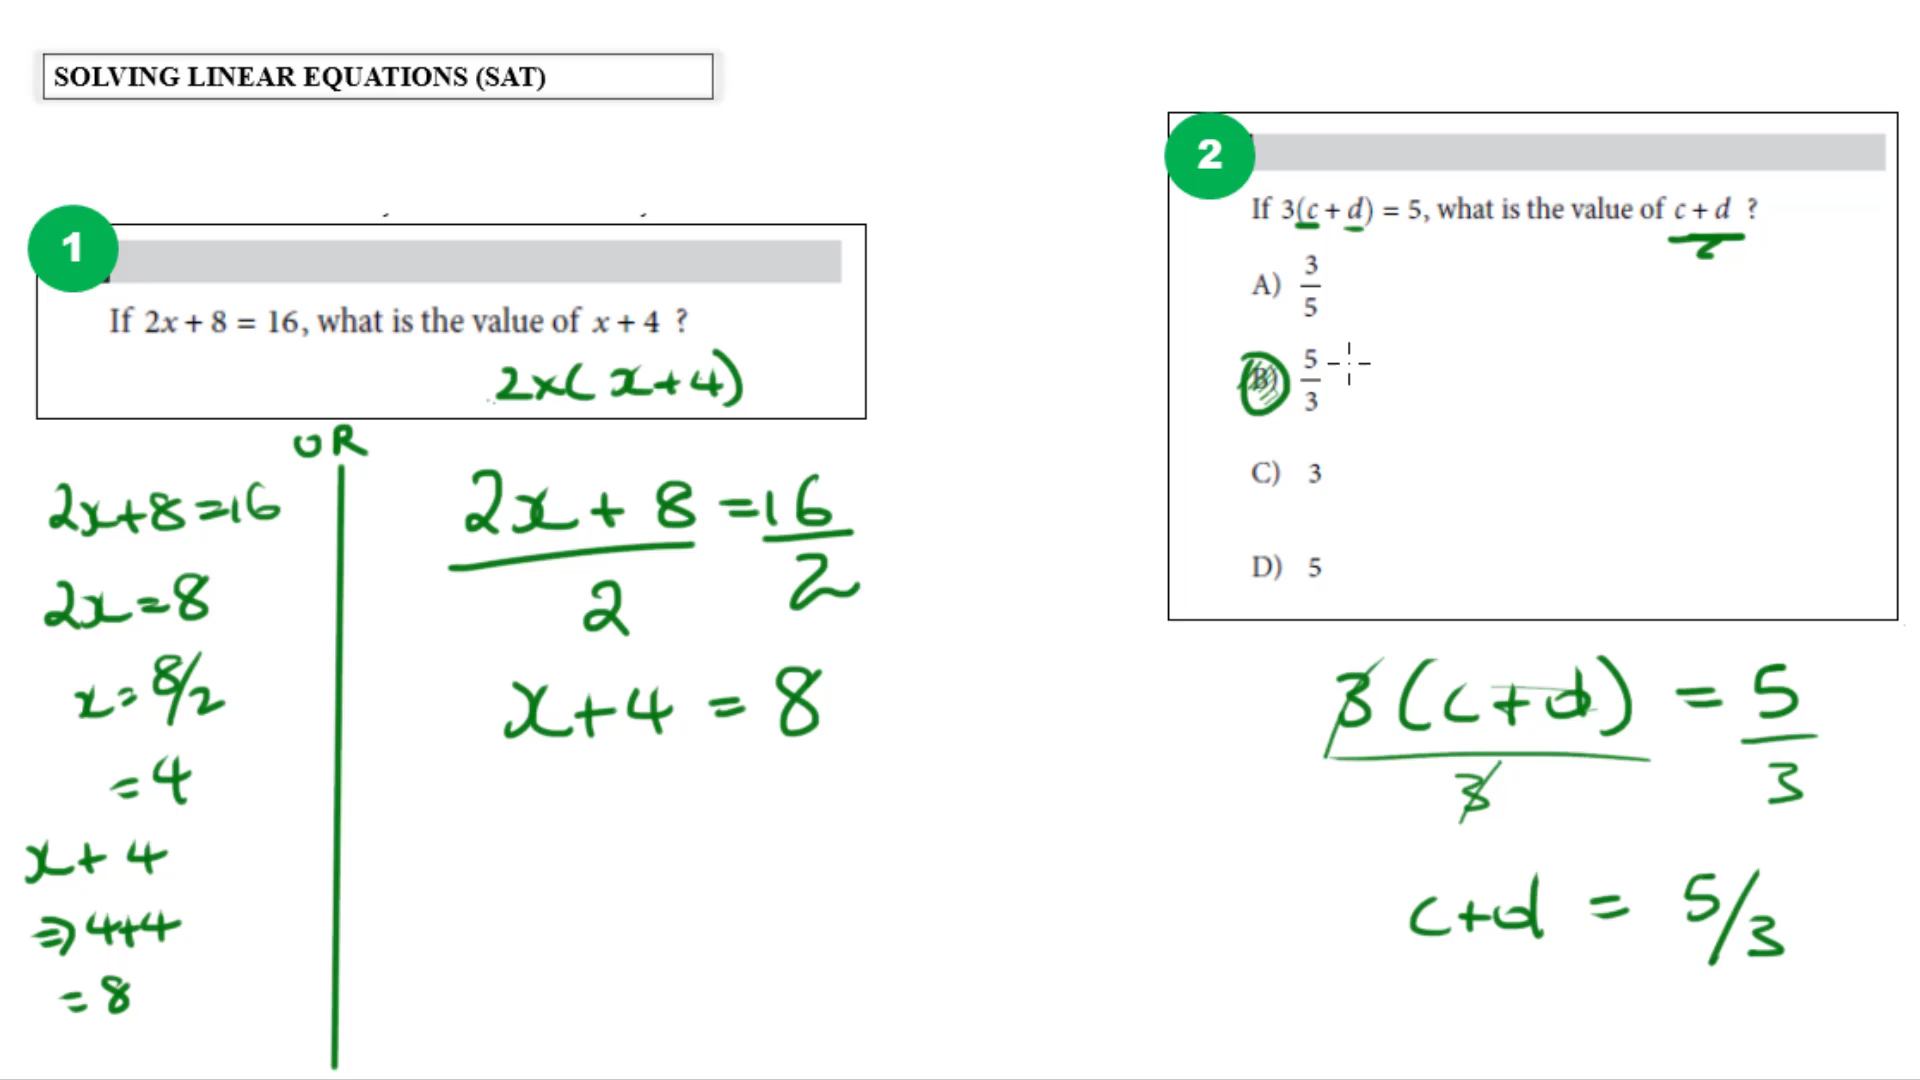 SOLVING LINEAR EQUATIONS (SAT)
1
If 2x + 8 = 16, what is the value of x + 4 ?
2x(x+4)
OR
2x+8=16
2x=8
x=8/2
=4
x+4
⇒4+4
=8
2x + 8 = 16
2 2
x+4 = 8
2
If 3(c + d) = 5, what is the value of c + d ?
A) 3/5
B) 5/3
C) 3
D) 5
3(c+d) = 5
3 3
c+d = 5/3